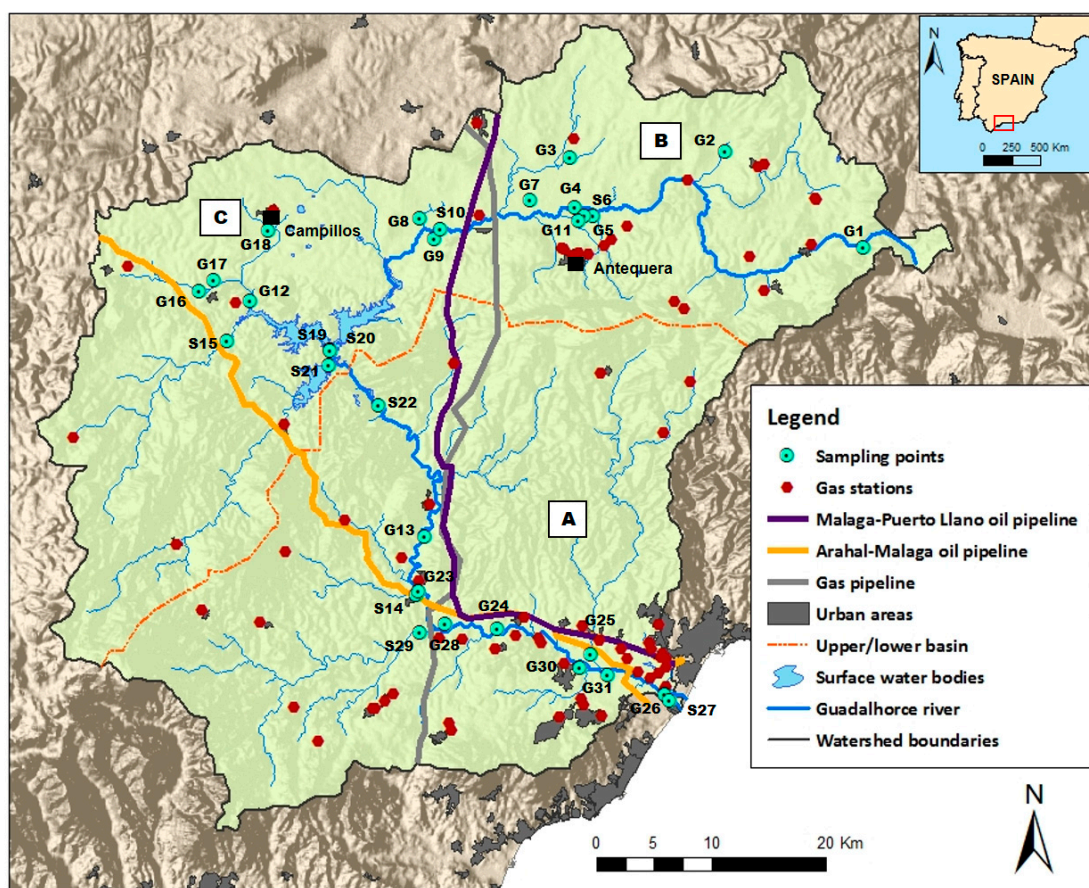 N
SPAIN
0 250 500 Km
B
G2
G3
G7
G4
S6
C
G8
S10
G11
G5
G1
G18
Campillos
G9
Antequera
G17
G16
G12
S15
S19
S20
S21
S22
A
G13
G23
S14
G24
G25
S29
G28
G30
G31
G26
S27
Legend
Sampling points
Gas stations
Malaga-Puerto Llano oil pipeline
Arahal-Malaga oil pipeline
Gas pipeline
Urban areas
Upper/lower basin
Surface water bodies
Guadalhorce river
Watershed boundaries
N
0 5 10 20 Km